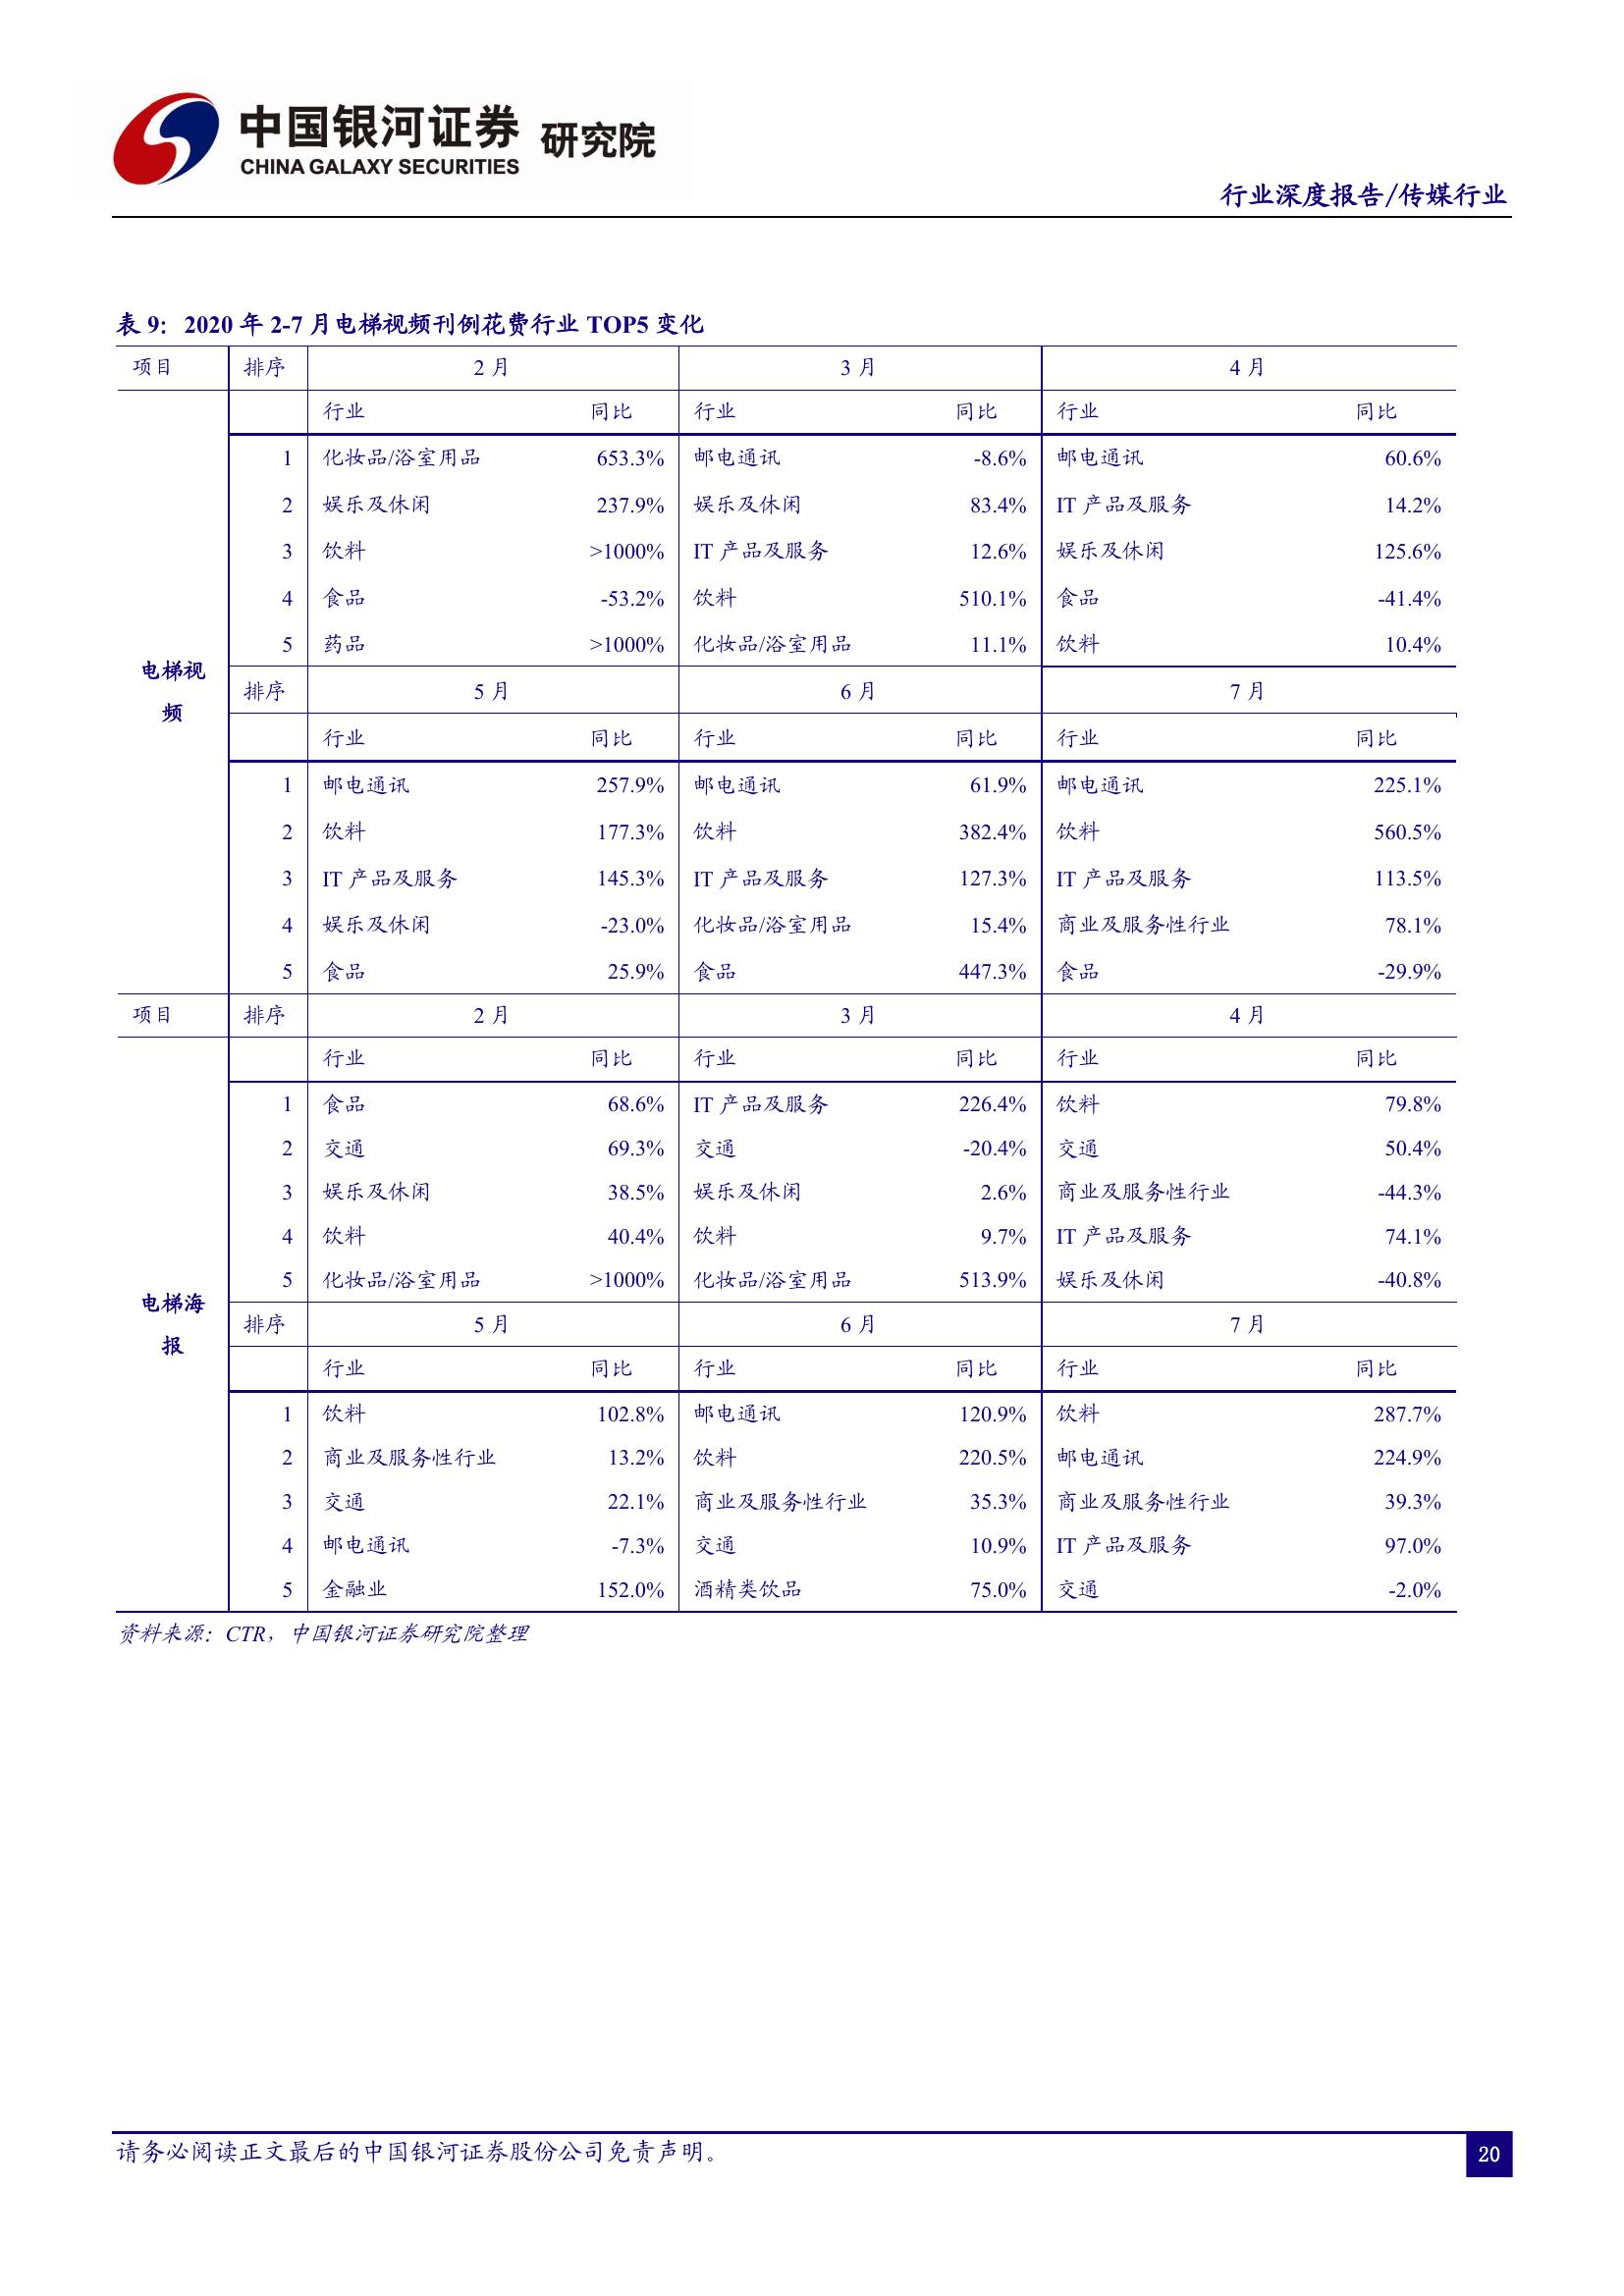 中国银河证券 研究院
CHINA GALAXY SECURITIES
行业深度报告/传媒行业
表 9：2020 年 2-7 月电梯视频刊例花费行业 TOP5 变化
项目 排序 2 月 3 月 4 月
行业 同比 行业 同比 行业 同比
1 化妆品/浴室用品 653.3% 邮电通讯 -8.6% 邮电通讯 60.6%
2 娱乐及休闲 237.9% 娱乐及休闲 83.4% IT 产品及服务 14.2%
3 饮料 >1000% IT 产品及服务 12.6% 娱乐及休闲 125.6%
4 食品 -53.2% 饮料 510.1% 食品 -41.4%
5 药品 >1000% 化妆品/浴室用品 11.1% 饮料 10.4%
电梯视
频
排序 5 月 6 月 7 月
行业 同比 行业 同比 行业 同比
1 邮电通讯 257.9% 邮电通讯 61.9% 邮电通讯 225.1%
2 饮料 177.3% 饮料 382.4% 饮料 560.5%
3 IT 产品及服务 145.3% IT 产品及服务 127.3% IT 产品及服务 113.5%
4 娱乐及休闲 -23.0% 化妆品/浴室用品 15.4% 商业及服务性行业 78.1%
5 食品 25.9% 食品 447.3% 食品 -29.9%
项目 排序 2 月 3 月 4 月
行业 同比 行业 同比 行业 同比
1 食品 68.6% IT 产品及服务 226.4% 饮料 79.8%
2 交通 69.3% 交通 -20.4% 交通 50.4%
3 娱乐及休闲 38.5% 娱乐及休闲 2.6% 商业及服务性行业 -44.3%
4 饮料 40.4% 饮料 9.7% IT 产品及服务 74.1%
5 化妆品/浴室用品 >1000% 化妆品/浴室用品 513.9% 娱乐及休闲 -40.8%
电梯海
报
排序 5 月 6 月 7 月
行业 同比 行业 同比 行业 同比
1 饮料 102.8% 邮电通讯 120.9% 饮料 287.7%
2 商业及服务性行业 13.2% 饮料 220.5% 邮电通讯 224.9%
3 交通 22.1% 商业及服务性行业 35.3% 商业及服务性行业 39.3%
4 邮电通讯 -7.3% 交通 10.9% IT 产品及服务 97.0%
5 金融业 152.0% 酒精类饮品 75.0% 交通 -2.0%
资料来源：CTR，中国银河证券研究院整理
请务必阅读正文最后的中国银河证券股份公司免责声明。
20